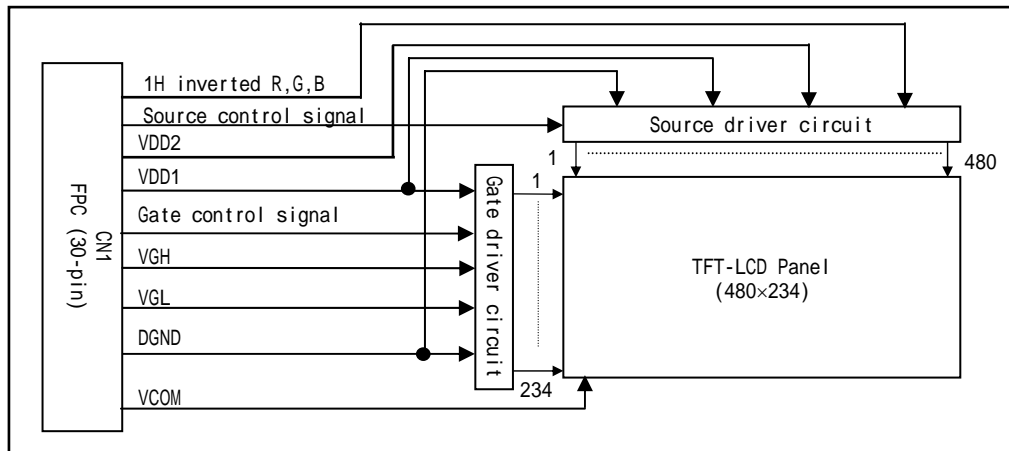 1H inverted R,G,B
Source control signal
VDD2
VDD1
Gate control signal
VGH
VGL
DGND
VCOM
CN1
FPC (30-pin)
Gate driver circuit
Source driver circuit
1
480
1
234
TFT-LCD Panel
(480×234)